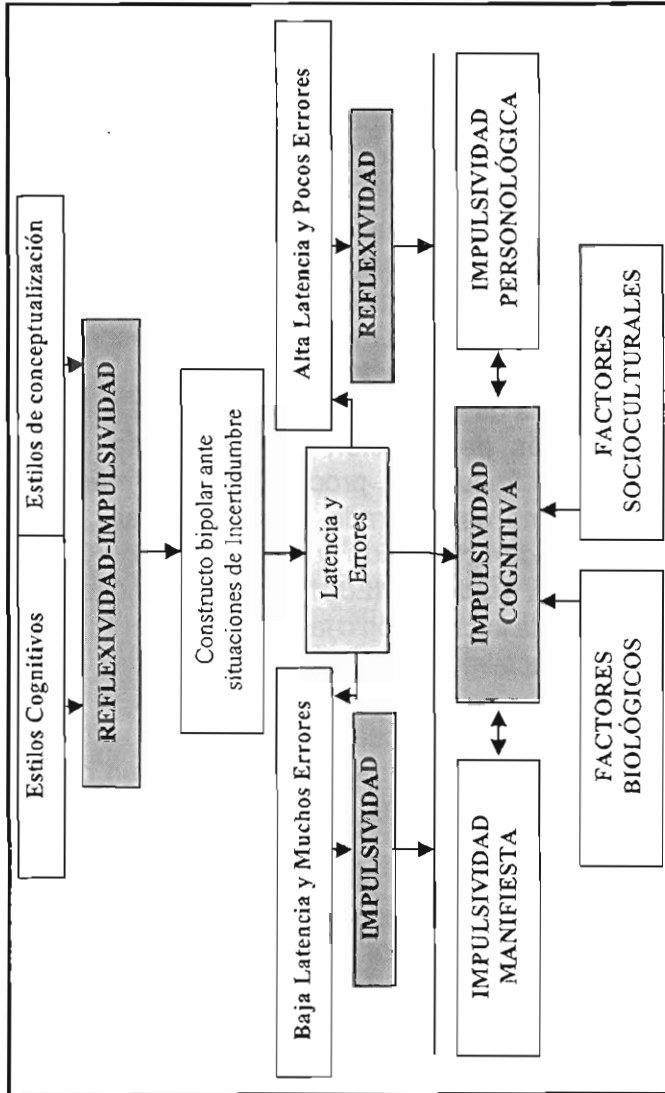 Estilos Cognitivos
Estilos de conceptualización
REFLEXIVIDAD-IMPULSIVIDAD
Constructo bipolar ante
situaciones de Incertidumbre
Baja Latencia y Muchos Errores
Latencia y
Errores
Alta Latencia y Pocos Errores
IMPULSIVIDAD
REFLEXIVIDAD
IMPULSIVIDAD
MANIFIESTA
IMPULSIVIDAD
COGNITIVA
IMPULSIVIDAD
PERSONOLÓGICA
FACTORES
BIOLÓGICOS
FACTORES
SOCIOCULTURALES